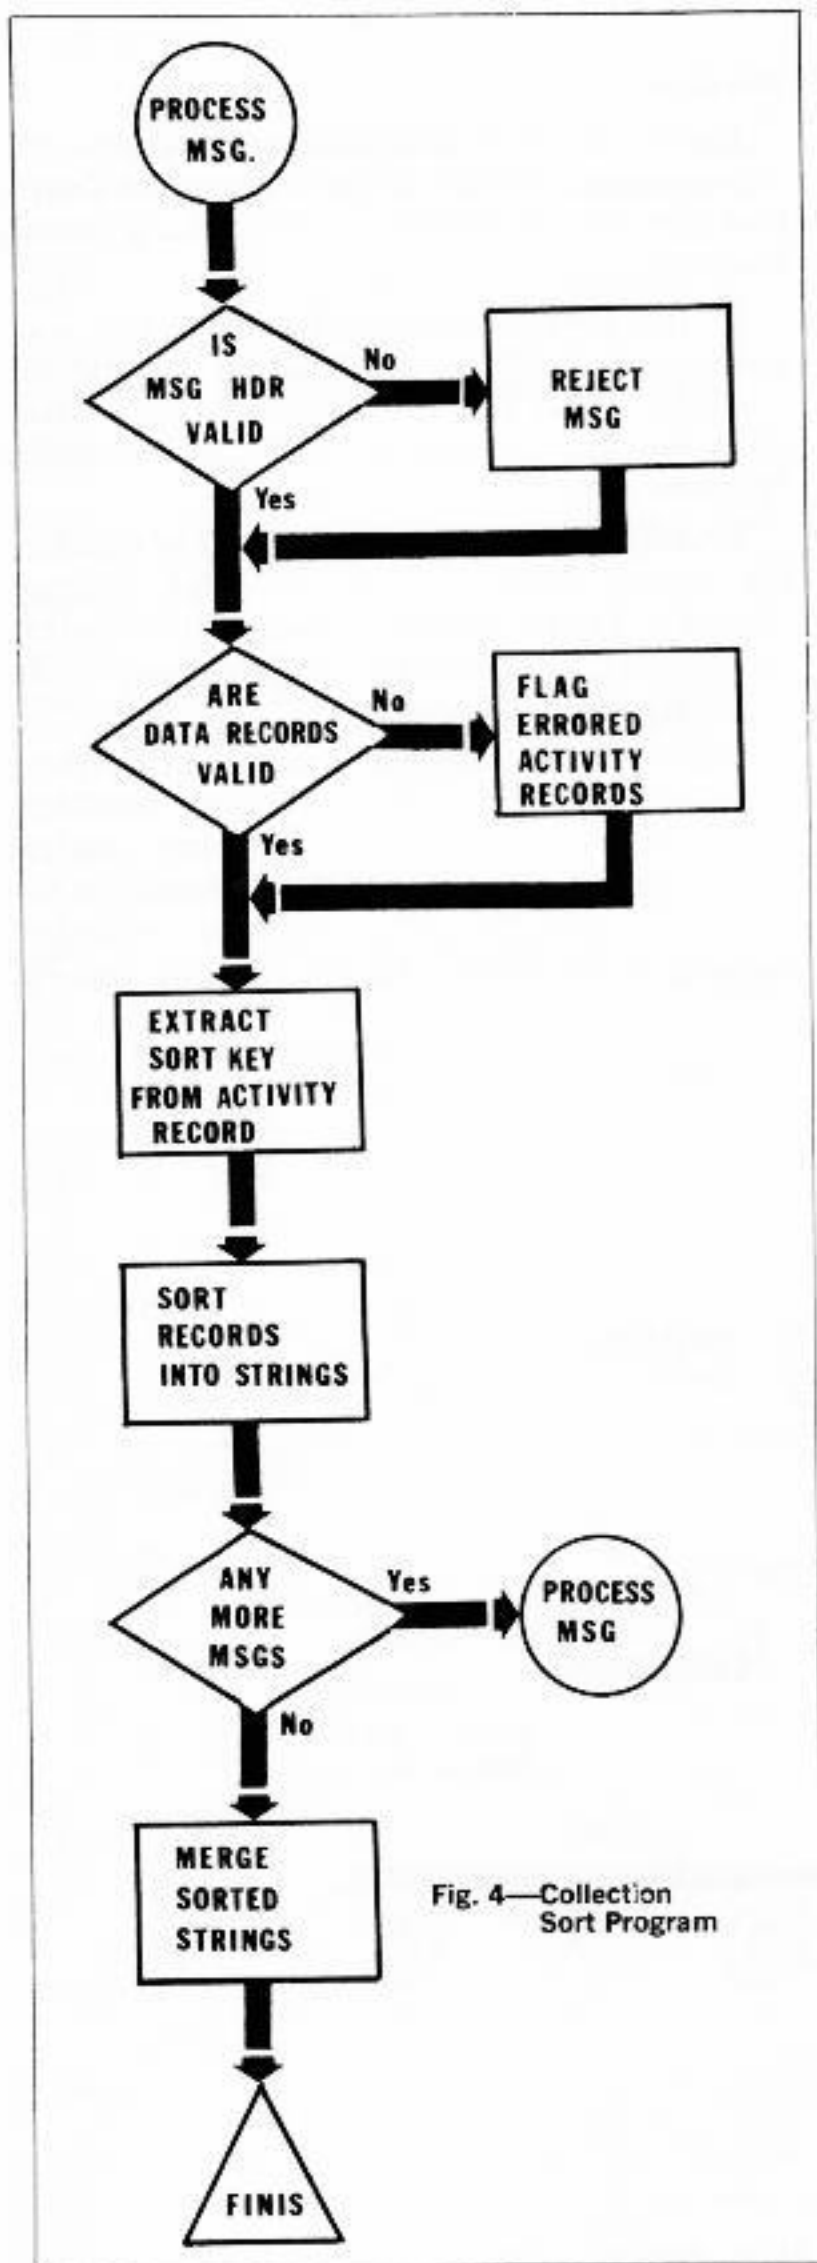 PROCESS
MSG.
IS
MSG HDR
VALID
No
REJECT
MSG
Yes
ARE
DATA RECORDS
VALID
No
FLAG
ERRORED
ACTIVITY
RECORDS
Yes
EXTRACT
SORT KEY
FROM ACTIVITY
RECORD
SORT
RECORDS
INTO STRINGS
ANY
MORE
MSGS
Yes
PROCESS
MSG
No
MERGE
SORTED
STRINGS
Fig. 4—Collection
Sort Program
FINIS